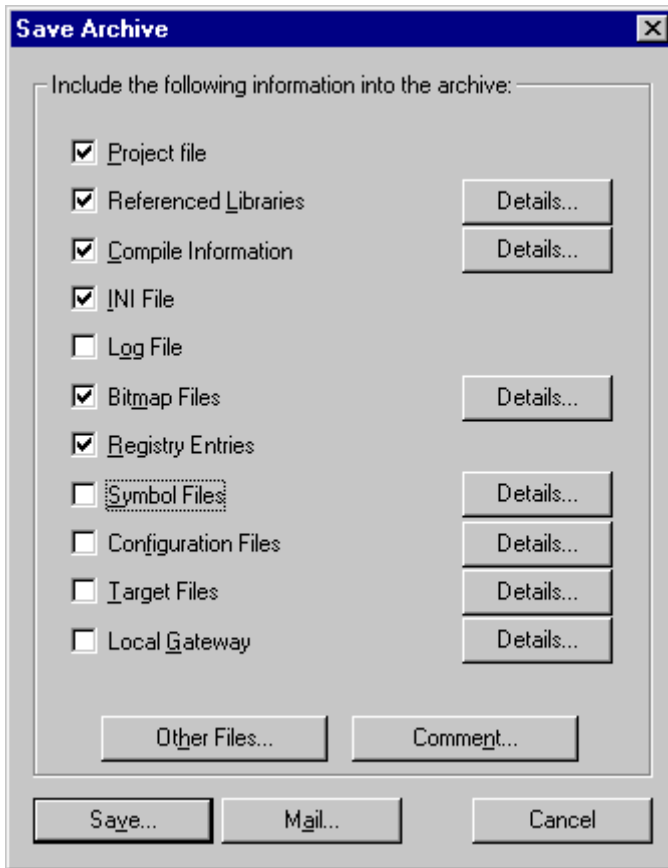 Save Archive
Include the following information into the archive:
Project file
Referenced Libraries Details...
Compile Information Details...
INI File
Log File
Bitmap Files Details...
Registry Entries
Symbol Files Details...
Configuration Files Details...
Target Files Details...
Local Gateway Details...
Other Files... Comment...
Save... Mail... Cancel